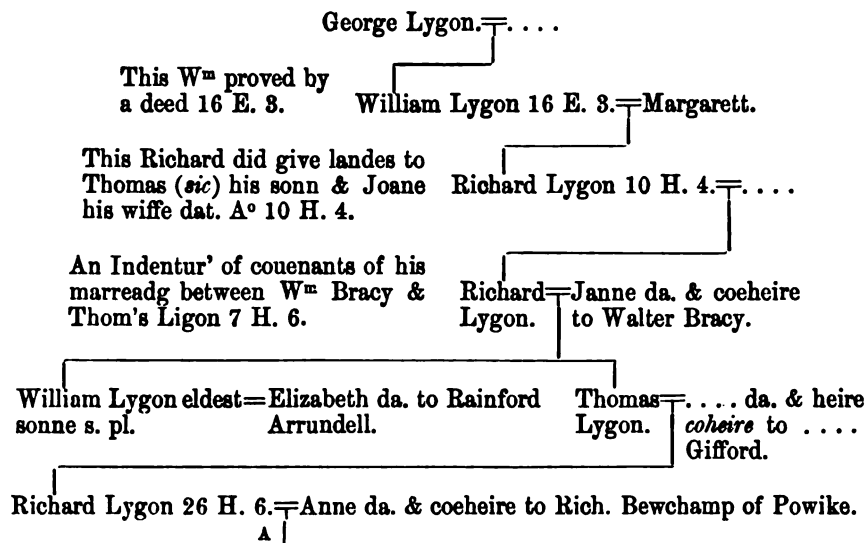 George Lygon.=. . . .
This Wᵐ proved by
a deed 16 E. 3.
William Lygon 16 E. 3.=Margarett.
This Richard did give landes to
Thomas (sic) his sonn & Joane
his wiffe dat. Aº 10 H. 4.
Richard Lygon 10 H. 4.=. . . .
An Indentur' of couenants of his
marreadg between Wᵐ Bracy &
Thom's Ligon 7 H. 6.
Richard=Janne da. & coeheire
Lygon. to Walter Bracy.
William Lygon eldest=Elizabeth da. to Rainford
sonne s. pl. Arrundell.
Thomas=. . . . da. & heire
Lygon. coheire to . . . .
Gifford.
Richard Lygon 26 H. 6.=Anne da. & coeheire to Rich. Bewchamp of Powike.
A